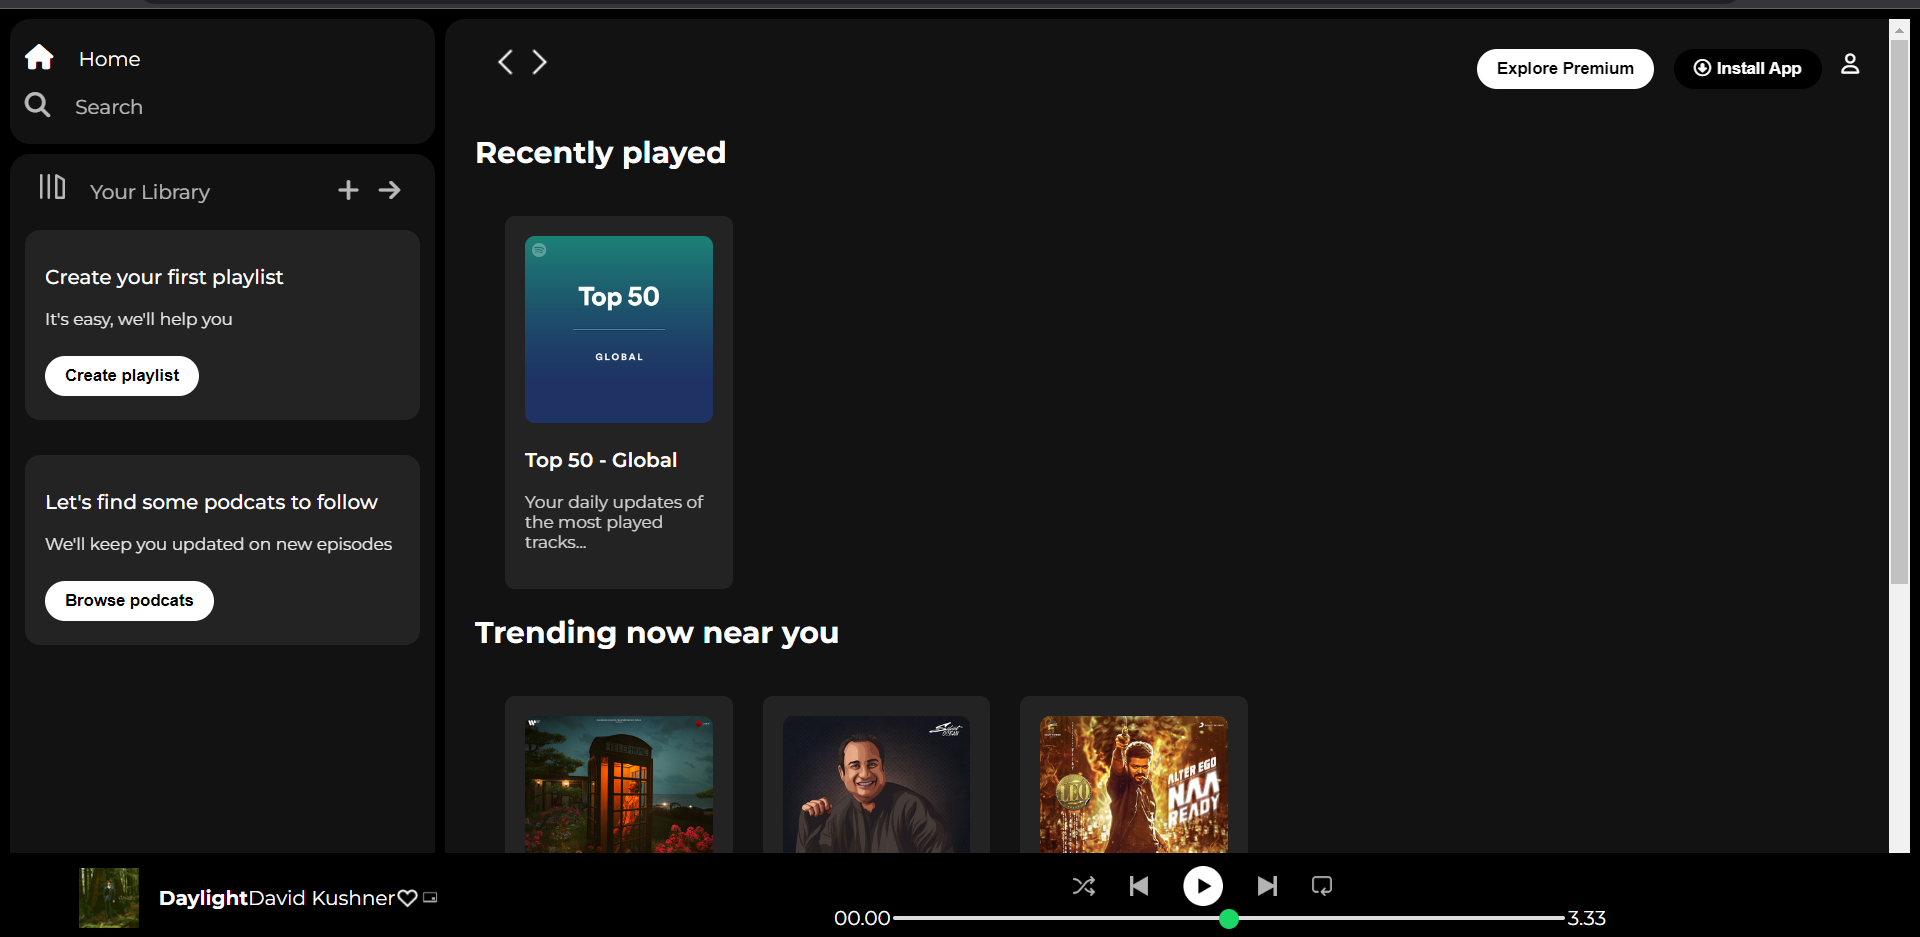 Home
Search
Your Library
Create your first playlist
It's easy, we'll help you
Create playlist
Let's find some podcats to follow
We'll keep you updated on new episodes
Browse podcats
Explore Premium
Install App
Recently played
Top 50
GLOBAL
Top 50 - Global
Your daily updates of
the most played
tracks...
Trending now near you
TELEPHONE
ALTER EGO
NAA
READY
LEO
DaylightDavid Kushner
00.00
3.33